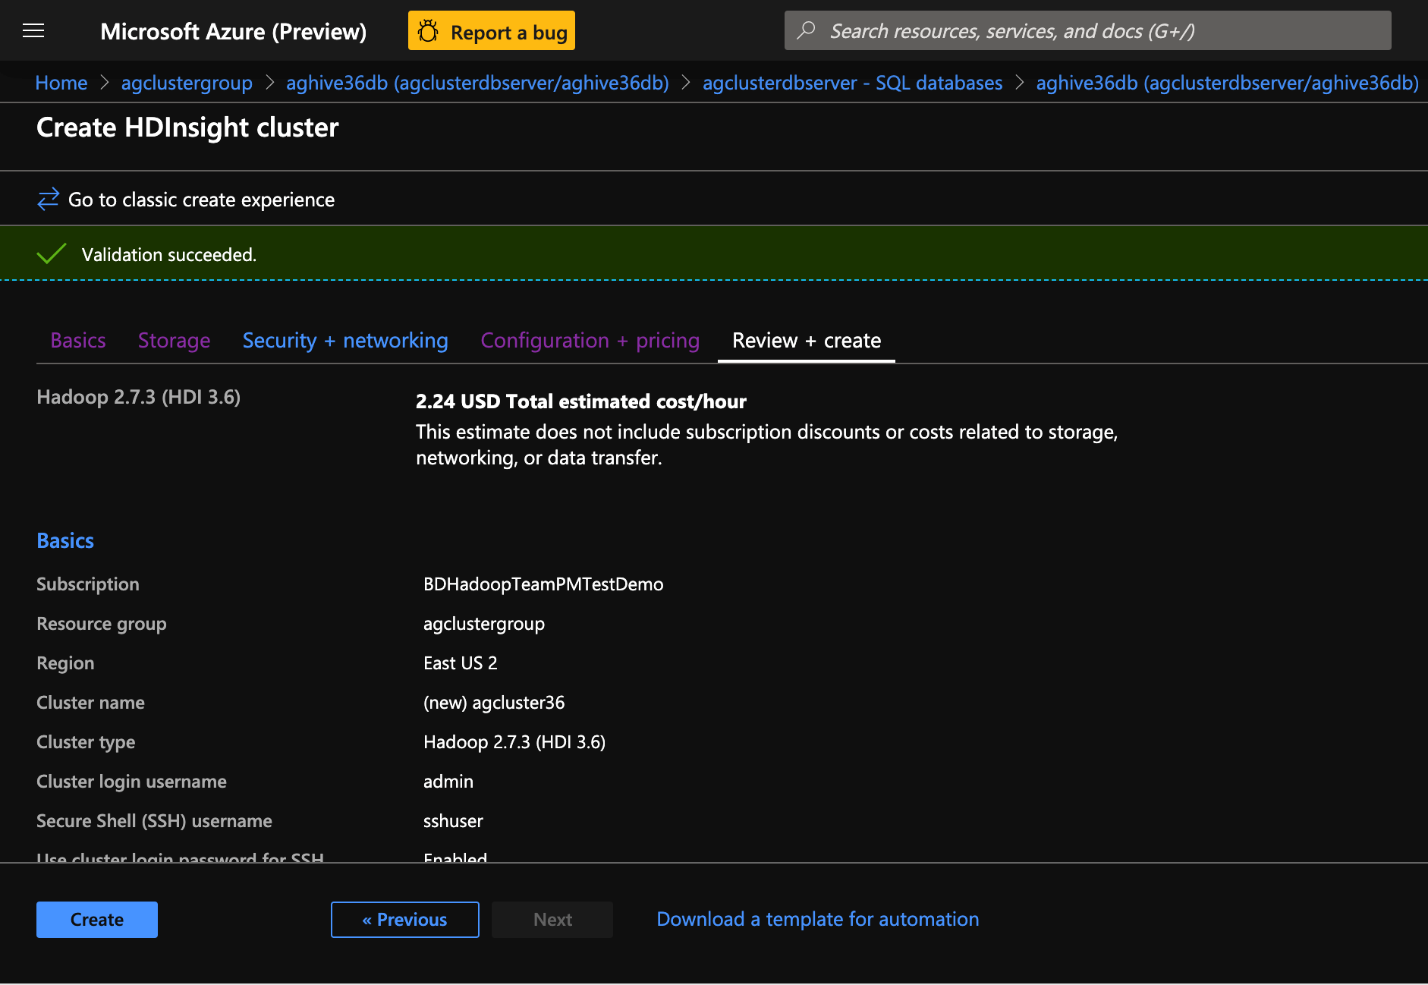 Microsoft Azure (Preview)
Report a bug
Search resources, services, and docs (G+/)
Home > agclustergroup > aghive36db (agclusterdbserver/aghive36db) > agclusterdbserver - SQL databases > aghive36db (agclusterdbserver/aghive36db)
Create HDInsight cluster
Go to classic create experience
Validation succeeded.
Basics Storage Security + networking Configuration + pricing Review + create
Hadoop 2.7.3 (HDI 3.6)
2.24 USD Total estimated cost/hour
This estimate does not include subscription discounts or costs related to storage,
networking, or data transfer.
Basics
Subscription BDHadoopTeamPMTestDemo
Resource group agclustergroup
Region East US 2
Cluster name (new) agcluster36
Cluster type Hadoop 2.7.3 (HDI 3.6)
Cluster login username admin
Secure Shell (SSH) username sshuser
Use cluster login password for SSH Enabled
Create « Previous Next Download a template for automation